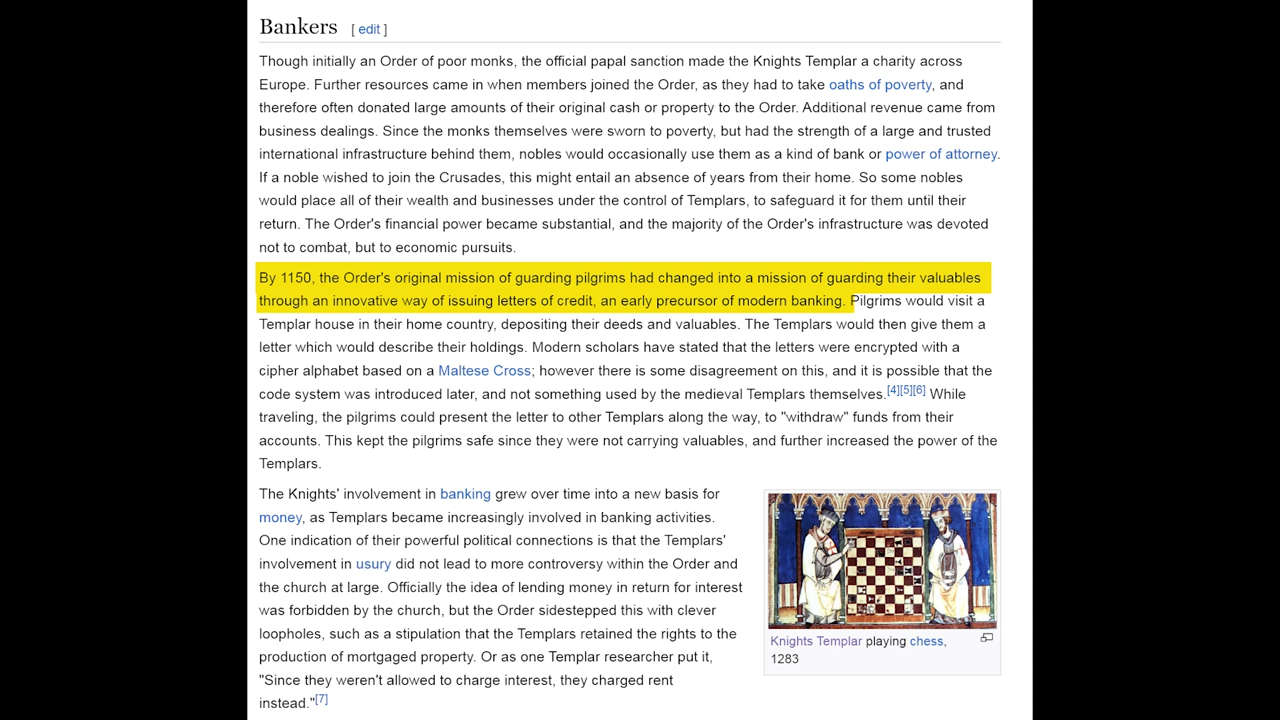 Bankers [ edit ]
Though initially an Order of poor monks, the official papal sanction made the Knights Templar a charity across
Europe. Further resources came in when members joined the Order, as they had to take oaths of poverty, and
therefore often donated large amounts of their original cash or property to the Order. Additional revenue came from
business dealings. Since the monks themselves were sworn to poverty, but had the strength of a large and trusted
international infrastructure behind them, nobles would occasionally use them as a kind of bank or power of attorney.
If a noble wished to join the Crusades, this might entail an absence of years from their home. So some nobles
would place all of their wealth and businesses under the control of Templars, to safeguard it for them until their
return. The Order's financial power became substantial, and the majority of the Order's infrastructure was devoted
not to combat, but to economic pursuits.
By 1150, the Order's original mission of guarding pilgrims had changed into a mission of guarding their valuables
through an innovative way of issuing letters of credit, an early precursor of modern banking. Pilgrims would visit a
Templar house in their home country, depositing their deeds and valuables. The Templars would then give them a
letter which would describe their holdings. Modern scholars have stated that the letters were encrypted with a
cipher alphabet based on a Maltese Cross; however there is some disagreement on this, and it is possible that the
code system was introduced later, and not something used by the medieval Templars themselves.[4][5][6] While
traveling, the pilgrims could present the letter to other Templars along the way, to "withdraw" funds from their
accounts. This kept the pilgrims safe since they were not carrying valuables, and further increased the power of the
Templars.
The Knights' involvement in banking grew over time into a new basis for
money, as Templars became increasingly involved in banking activities.
One indication of their powerful political connections is that the Templars'
involvement in usury did not lead to more controversy within the Order and
the church at large. Officially the idea of lending money in return for interest
was forbidden by the church, but the Order sidestepped this with clever
loopholes, such as a stipulation that the Templars retained the rights to the
production of mortgaged property. Or as one Templar researcher put it,
"Since they weren't allowed to charge interest, they charged rent
instead."[7]
Knights Templar playing chess,
1283